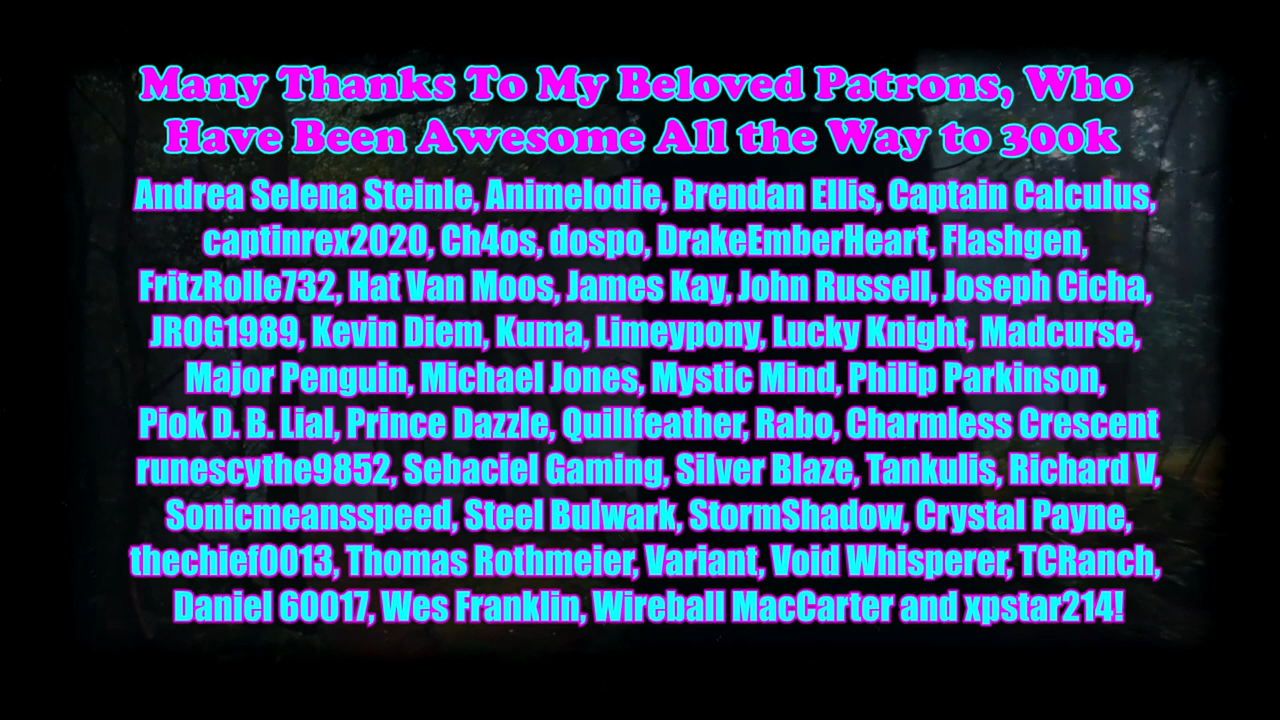 Many Thanks To My Beloved Patrons, Who
Have Been Awesome All the Way to 300k
Andrea Selena Steinle, Animelodie, Brendan Ellis, Captain Calculus,
captinrex2020, Ch4os, dospo, DrakeEmberHeart, Flashgen,
FritzRolle732, Hat Van Moos, James Kay, John Russell, Joseph Cicha,
JROG1989, Kevin Diem, Kuma, Limeypony, Lucky Knight, Madcurse,
Major Penguin, Michael Jones, Mystic Mind, Philip Parkinson,
Piok D. B. Lial, Prince Dazzle, Quillfeather, Rabo, Charmless Crescent
runescythe9852, Sebaciel Gaming, Silver Blaze, Tankulis, Richard V,
Sonicmeansspeed, Steel Bulwark, StormShadow, Crystal Payne,
thechief0013, Thomas Rothmeier, Variant, Void Whisperer, TCRanch,
Daniel 60017, Wes Franklin, Wireball MacCarter and xpstar214!